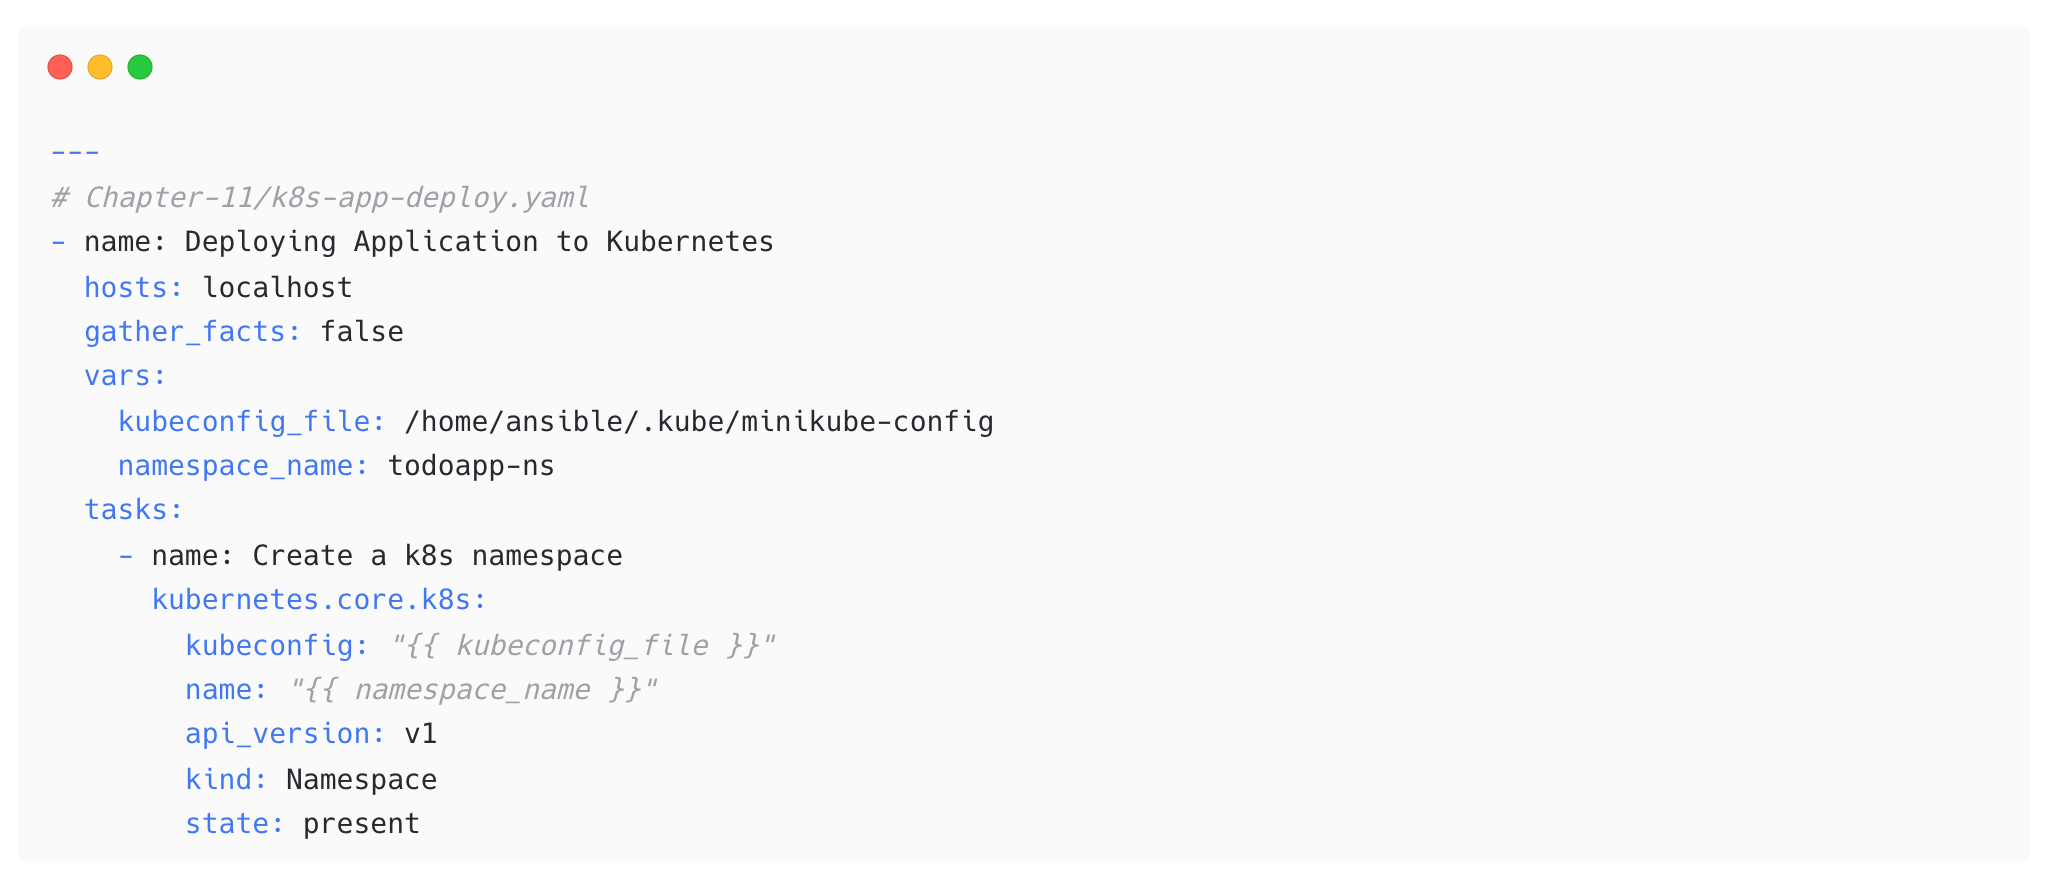 ---
# Chapter-11/k8s-app-deploy.yaml
- name: Deploying Application to Kubernetes
  hosts: localhost
  gather_facts: false
  vars:
    kubeconfig_file: /home/ansible/.kube/minikube-config
    namespace_name: todoapp-ns
  tasks:
    - name: Create a k8s namespace
      kubernetes.core.k8s:
        kubeconfig: "{{ kubeconfig_file }}"
        name: "{{ namespace_name }}"
        api_version: v1
        kind: Namespace
        state: present